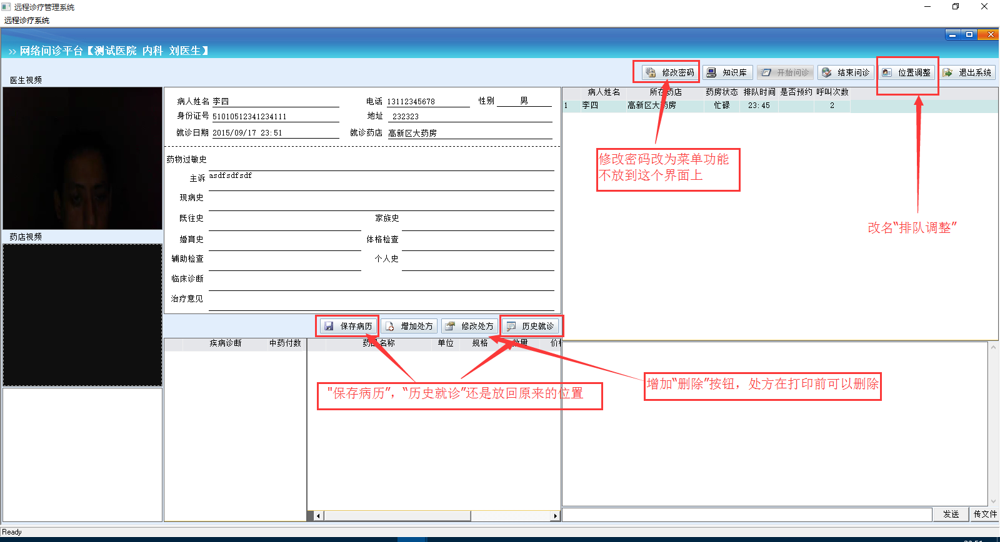 远程诊疗管理系统
远程诊疗系统
网络问诊平台【测试医院 内科 刘医生】
修改密码 知识库 开始问诊 结束问诊 位置调整 退出系统
医生视频
病人姓名 李四 电话 13112345678 性别 男
身份证号 51010512341234111 地址 232323
就诊日期 2015/09/17 23:51 就诊药店 高新区大药房
药物过敏史
主诉 asdfsdfsdf
现病史
既往史 家族史
婚育史 体格检查
辅助检查 个人史
临床诊断
治疗意见
病人姓名 所在药店 药房状态 排队时间 是否预约 呼叫次数
1 李四 高新区大药房 忙碌 23:45 2
修改密码改为菜单功能
不放到这个界面上
改名“排队调整”
药店视频
保存病历 增加处方 修改处方 历史就诊
疾病诊断 中药付数 药品名称 单位 规格 数量
"保存病历”，“历史就诊”还是放回原来的位置
增加“删除”按钮，处方在打印前可以删除
发送 传文件
Ready